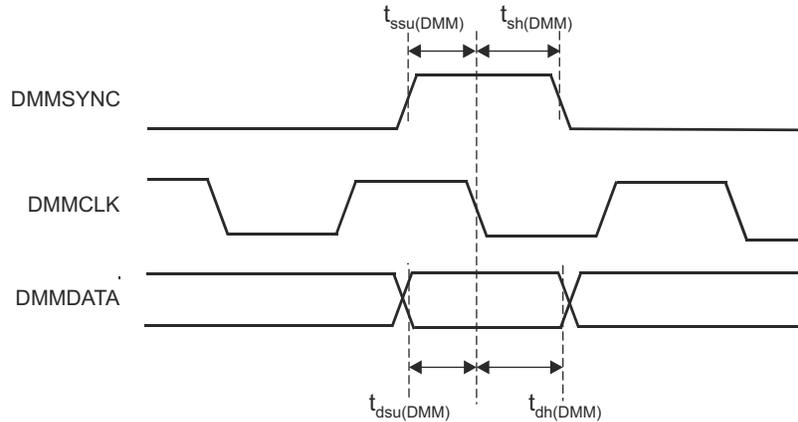 tssu(DMM) tsh(DMM)
DMMSYNC
DMMCLK
DMMDATA
tdsu(DMM) tdh(DMM)